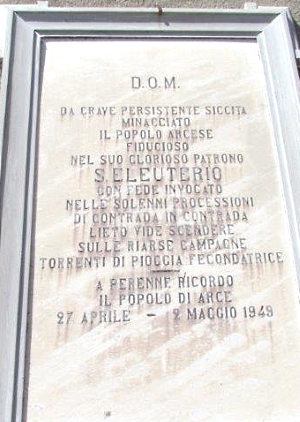 D.O.M.
DA GRAVE PERSISTENTE SICCITA
MINACCIATO
IL POPOLO ARCESE
FIDUCIOSO
NEL SUO GLORIOSO PATRONO
S. ELEUTERIO
CON FEDE INVOCATO
NELLE SOLENNI PROCESSIONI
DI CONTRADA IN CONTRADA
LIETO VIDE SCENDERE
SULLE RIARSE CAMPAGNE
TORRENTI DI PIOGGIA FECONDATRICE
A PERENNE RICORDO
IL POPOLO DI ARCE
27 APRILE — 2 MAGGIO 1949